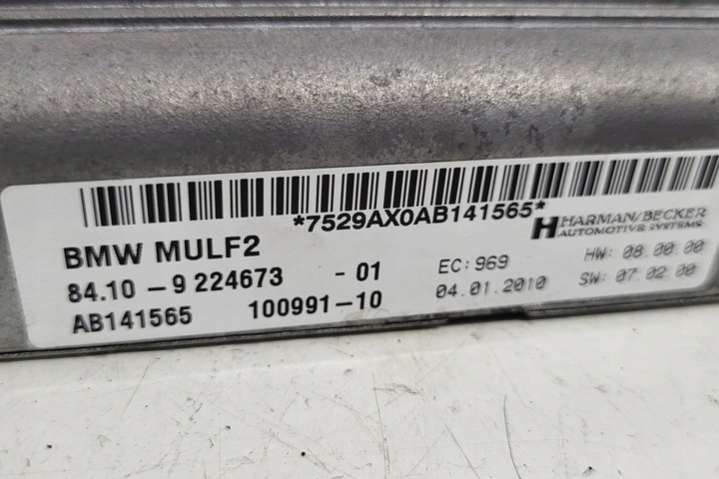 *7529AX0AB141565*
HARMAN/BECKER
AUTOMOTIVE SYSTEMS
BMW MULF2
84.10 - 9 224673 - 01
EC: 969
HW: 08.00.00
AB141565
100991-10
04.01.2010
SW: 07.02.00